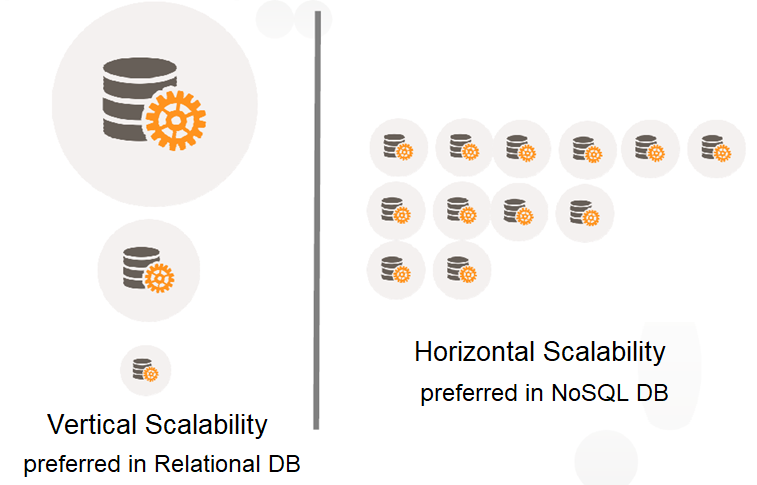 Vertical Scalability
preferred in Relational DB
Horizontal Scalability
preferred in NoSQL DB